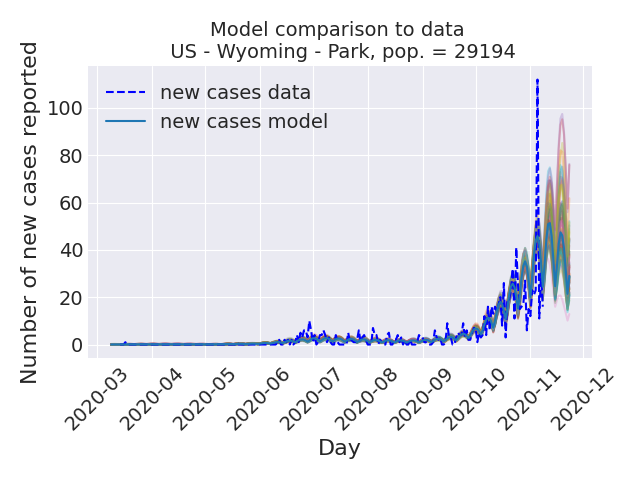 Model comparison to data
US - Wyoming - Park, pop. = 29194
Number of new cases reported
100
80
60
40
20
0
new cases data
new cases model
2020-03
2020-04
2020-05
2020-06
2020-07
2020-08
2020-09
2020-10
2020-11
2020-12
Day